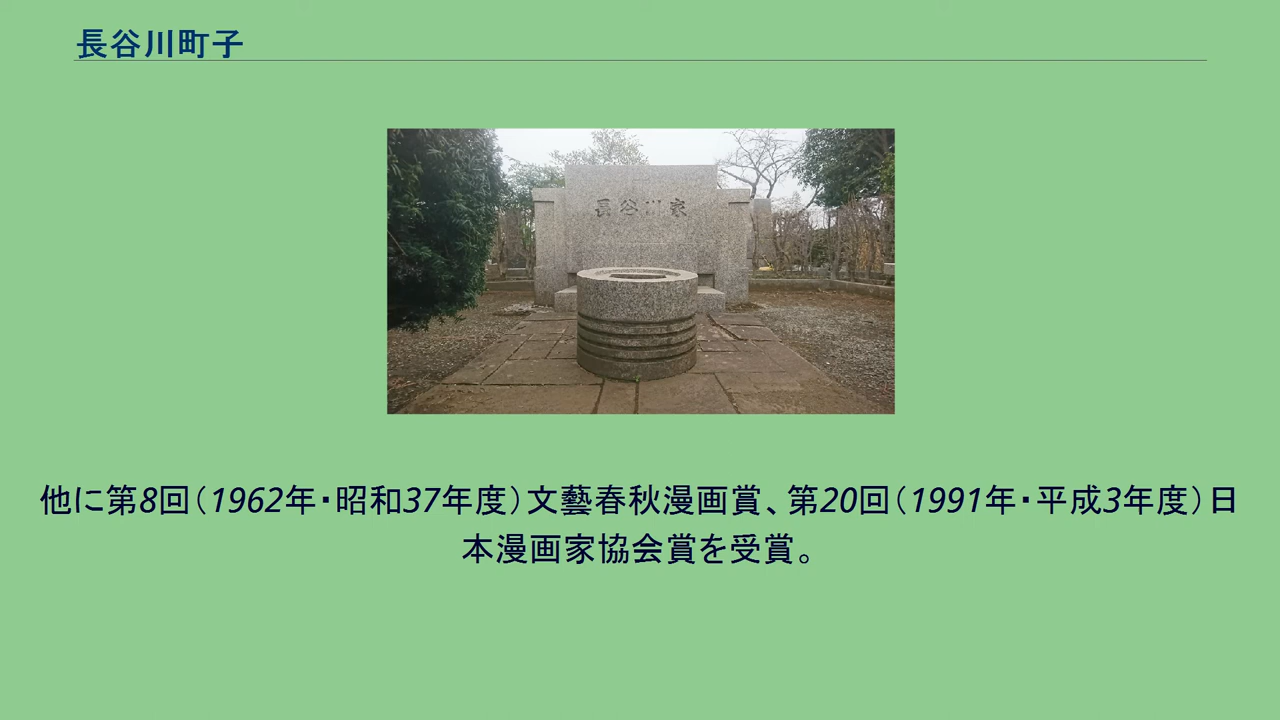 長谷川町子
長谷川家
他に第8回（1962年・昭和37年度）文藝春秋漫画賞、第20回（1991年・平成3年度）日
本漫画家協会賞を受賞。